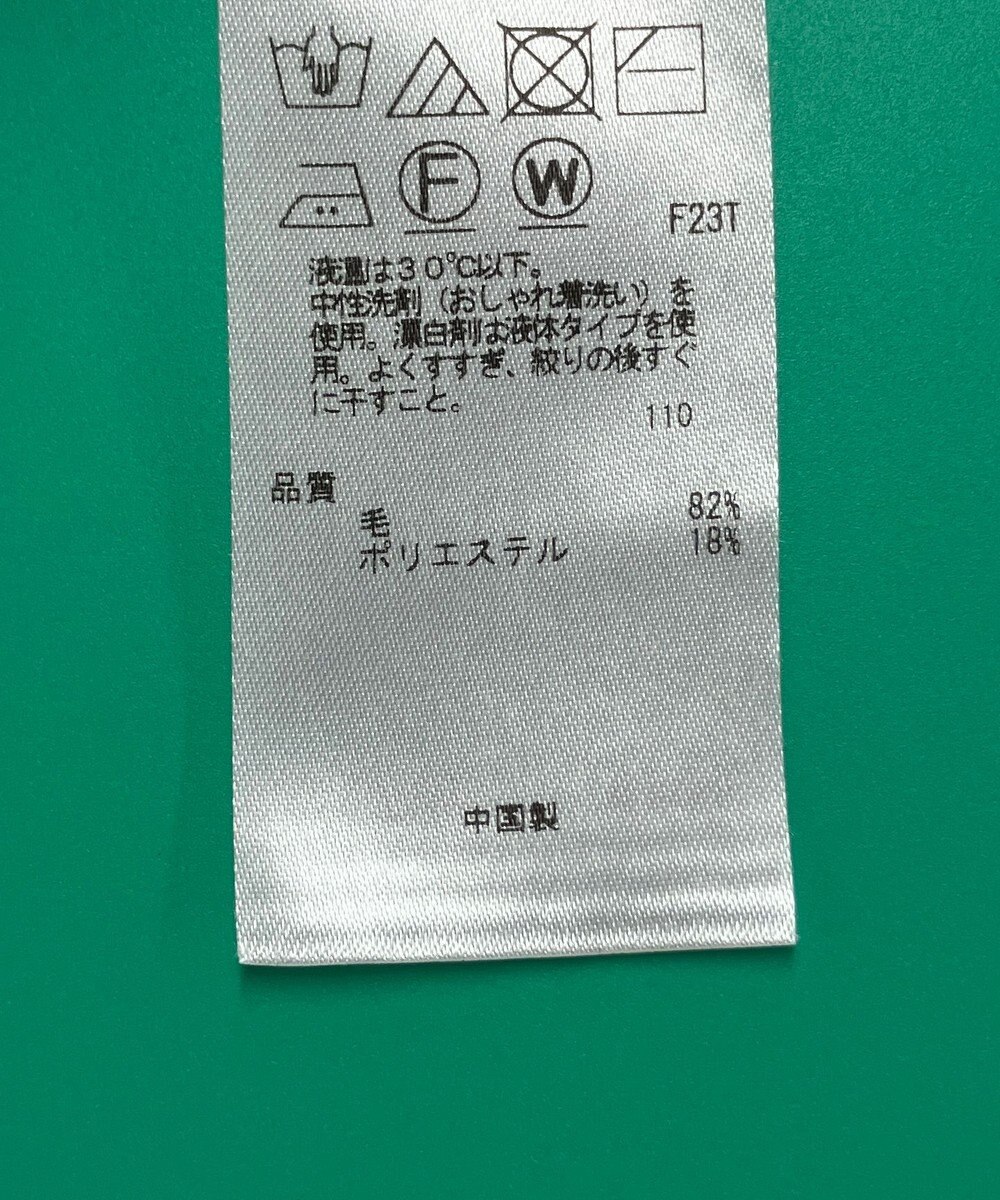 F W
F23T
液温は30℃以下。
中性洗剤(おしゃれ着洗い)を
使用。漂白剤は液体タイプを使
用。よくすすぎ、絞りの後すぐ
に干すこと。
110
品質
毛 82%
ポリエステル 18%
中国製